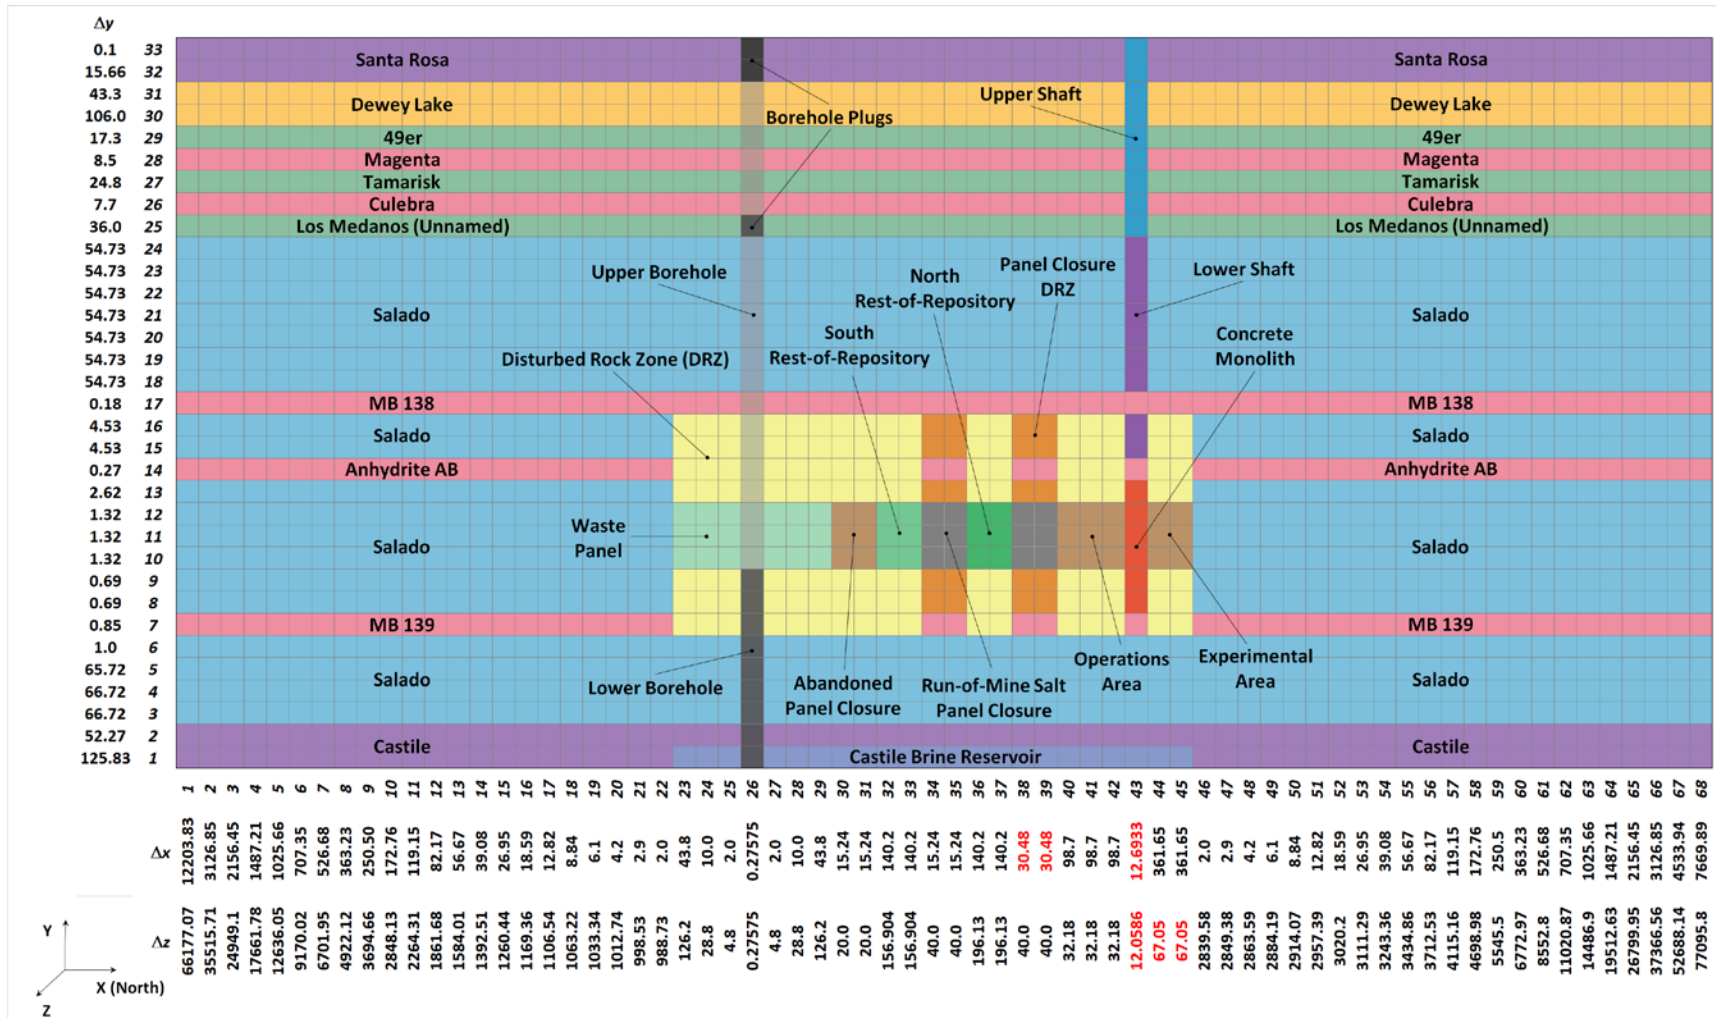 Δy
0.1 33
15.66 32
Santa Rosa Santa Rosa
43.3 31
Upper Shaft
Dewey Lake Dewey Lake
106.0 30
Borehole Plugs
17.3 29 49er 49er
8.5 28 Magenta Magenta
24.8 27 Tamarisk Tamarisk
7.7 26 Culebra Culebra
36.0 25 Los Medanos (Unnamed) Los Medanos (Unnamed)
54.73 24
54.73 23
Upper Borehole
North
Rest-of-Repository
Panel Closure
DRZ
Lower Shaft
54.73 22
54.73 21 Salado Salado
54.73 20
South
Rest-of-Repository
Concrete
Monolith
54.73 19
Disturbed Rock Zone (DRZ)
54.73 18
0.18 17 MB 138 MB 138
4.53 16
Salado Salado
4.53 15
0.27 14 Anhydrite AB Anhydrite AB
2.62 13
1.32 12
Waste
Panel
1.32 11
Salado Salado
1.32 10
0.69 9
0.69 8
0.85 7 MB 139 MB 139
1.0 6
65.72 5
Salado Salado
66.72 4
66.72 3
Lower Borehole
Abandoned
Panel Closure
Run-of-Mine Salt
Panel Closure
Operations
Area
Experimental
Area
52.27 2
Castile Castile
125.83 1
Castile Brine Reservoir
1 2 3 4 5 6 7 8 9 10 11 12 13 14 15 16 17 18 19 20 21 22 23 24 25 26 27 28 29 30 31 32 33 34 35 36 37 38 39 40 41 42 43 44 45 46 47 48 49 50 51 52 53 54 55 56 57 58 59 60 61 62 63 64 65 66 67 68
Δx 12203.83 3126.85 2156.45 1487.21 1025.66 707.35 526.68 363.23 250.50 172.76 119.15 82.17 56.67 39.08 26.95 18.59 12.82 8.84 6.1 4.2 2.9 2.0 43.8 10.0 2.0 0.27575 2.0 10.0 43.8 15.24 15.24 140.2 140.2 15.24 15.24 140.2 140.2 30.48 30.48 98.7 98.7 98.7 12.6933 361.65 361.65 2.0 2.9 4.2 6.1 8.84 12.82 18.59 26.95 39.08 56.67 82.17 119.15 172.76 250.5 363.23 526.68 707.35 1025.66 1487.21 2156.45 3126.85 4533.94 7669.89
Δz 66177.07 35515.71 24949.1 17661.78 12636.05 9170.02 6701.95 4922.12 3694.66 2848.13 2264.31 1861.68 1584.01 1392.51 1260.44 1169.36 1106.54 1063.22 1033.34 1012.74 998.53 988.73 126.2 28.8 4.8 0.27575 4.8 28.8 126.2 20.0 20.0 156.904 156.904 40.0 40.0 196.13 196.13 40.0 40.0 32.18 32.18 32.18 12.0586 67.05 67.05 2839.58 2849.38 2863.59 2884.19 2914.07 2957.39 3020.2 3111.29 3243.36 3434.86 3712.53 4115.16 4698.98 5545.5 6772.97 8552.8 11020.87 14486.9 19512.63 26799.95 37366.56 52688.14 77095.8
Y
X (North)
Z